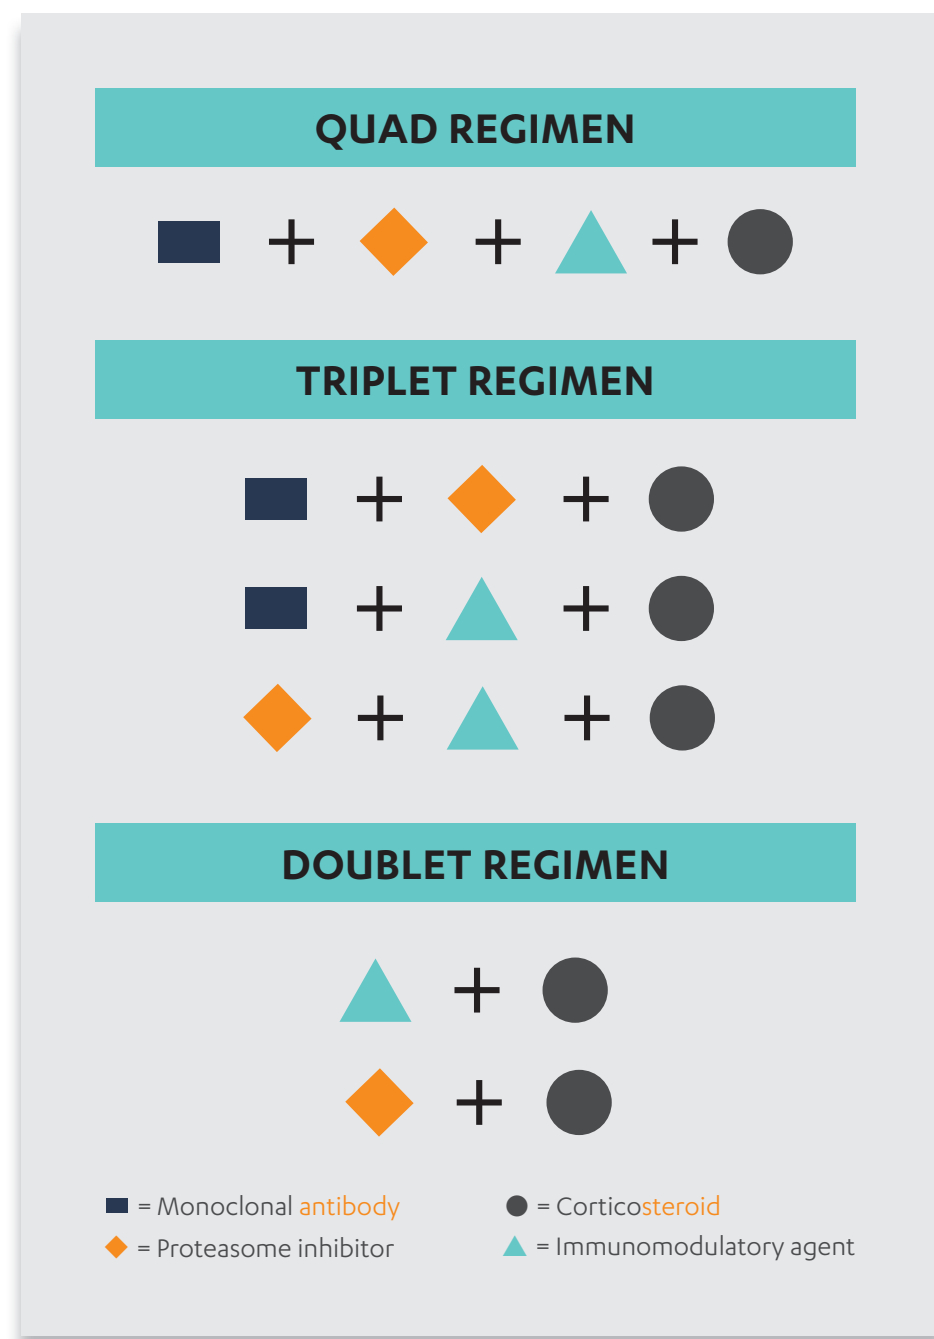 QUAD REGIMEN
+ + +
TRIPLET REGIMEN
+ +
+ +
+ +
DOUBLET REGIMEN
+
+
= Monoclonal antibody
= Corticosteroid
= Proteasome inhibitor
= Immunomodulatory agent